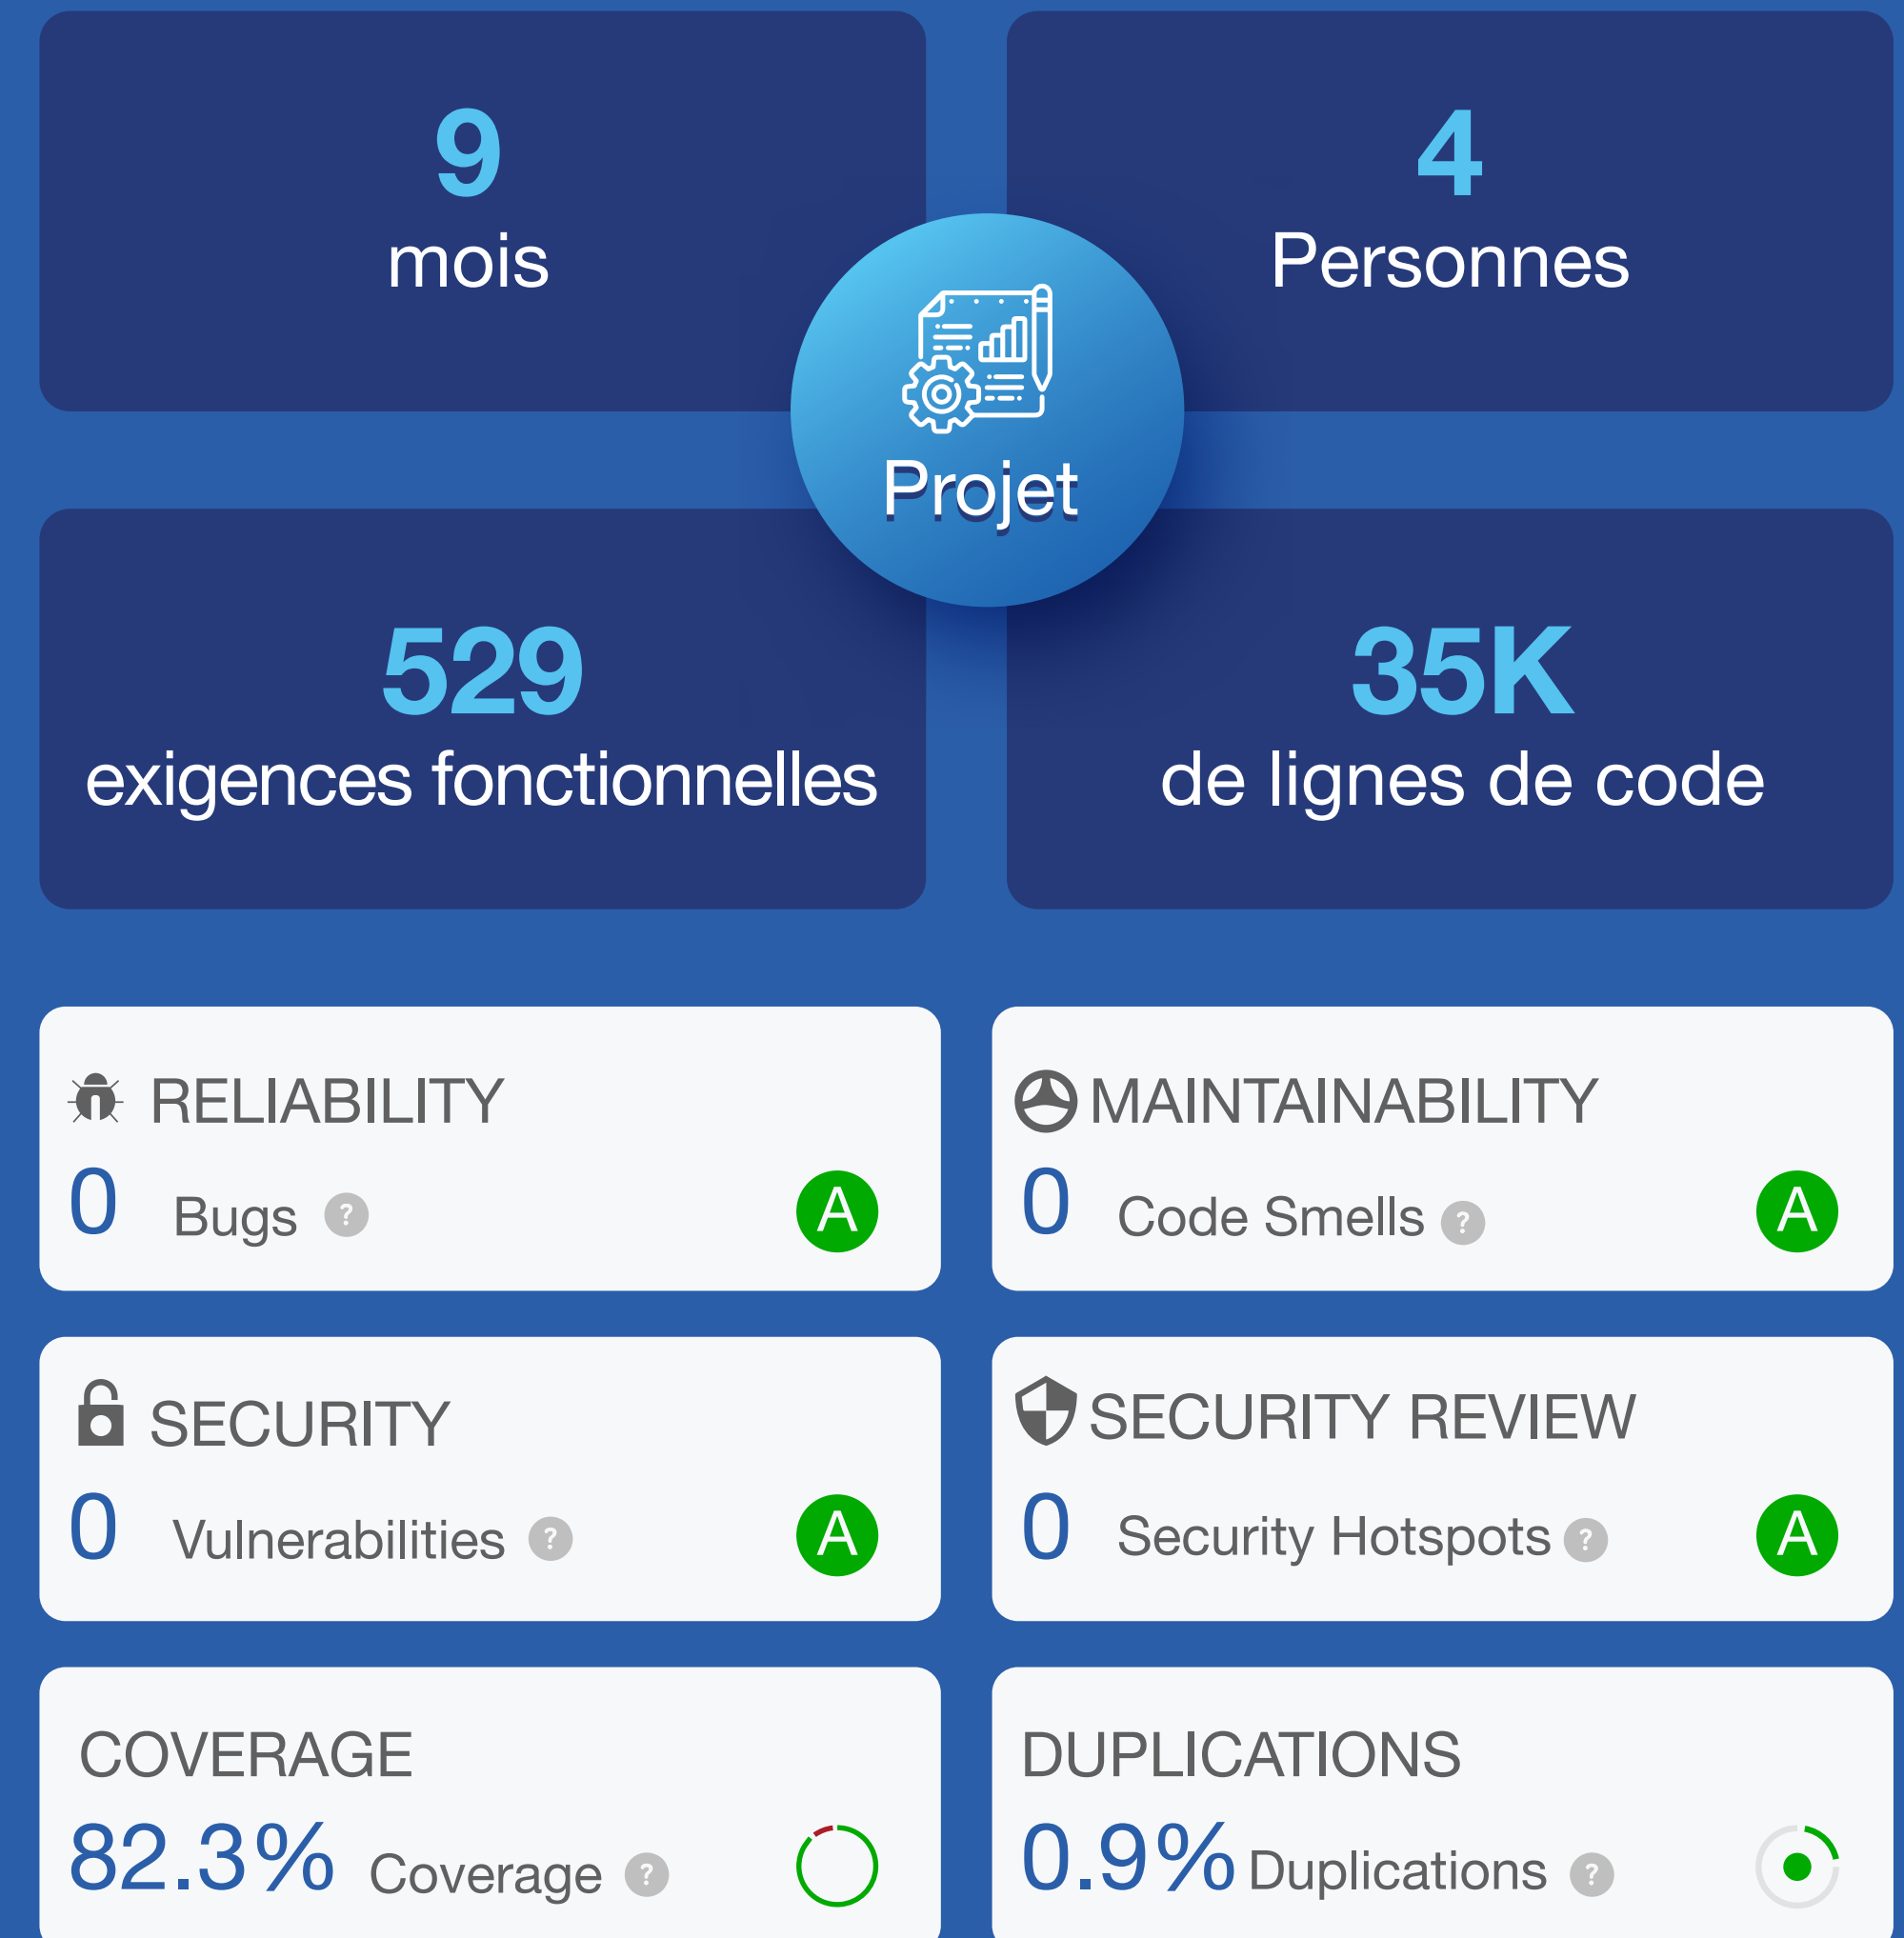 9
mois
4
Personnes
Projet
529
exigences fonctionnelles
35K
de lignes de code
RELIABILITY
0 Bugs ?
A
MAINTAINABILITY
0 Code Smells ?
A
SECURITY
0 Vulnerabilities ?
A
SECURITY REVIEW
0 Security Hotspots ?
A
COVERAGE
82.3% Coverage ?
DUPLICATIONS
0.9% Duplications ?